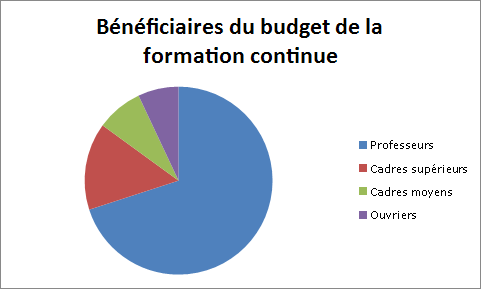 Bénéficiaires du budget de la
formation continue
Professeurs
Cadres supérieurs
Cadres moyens
Ouvriers